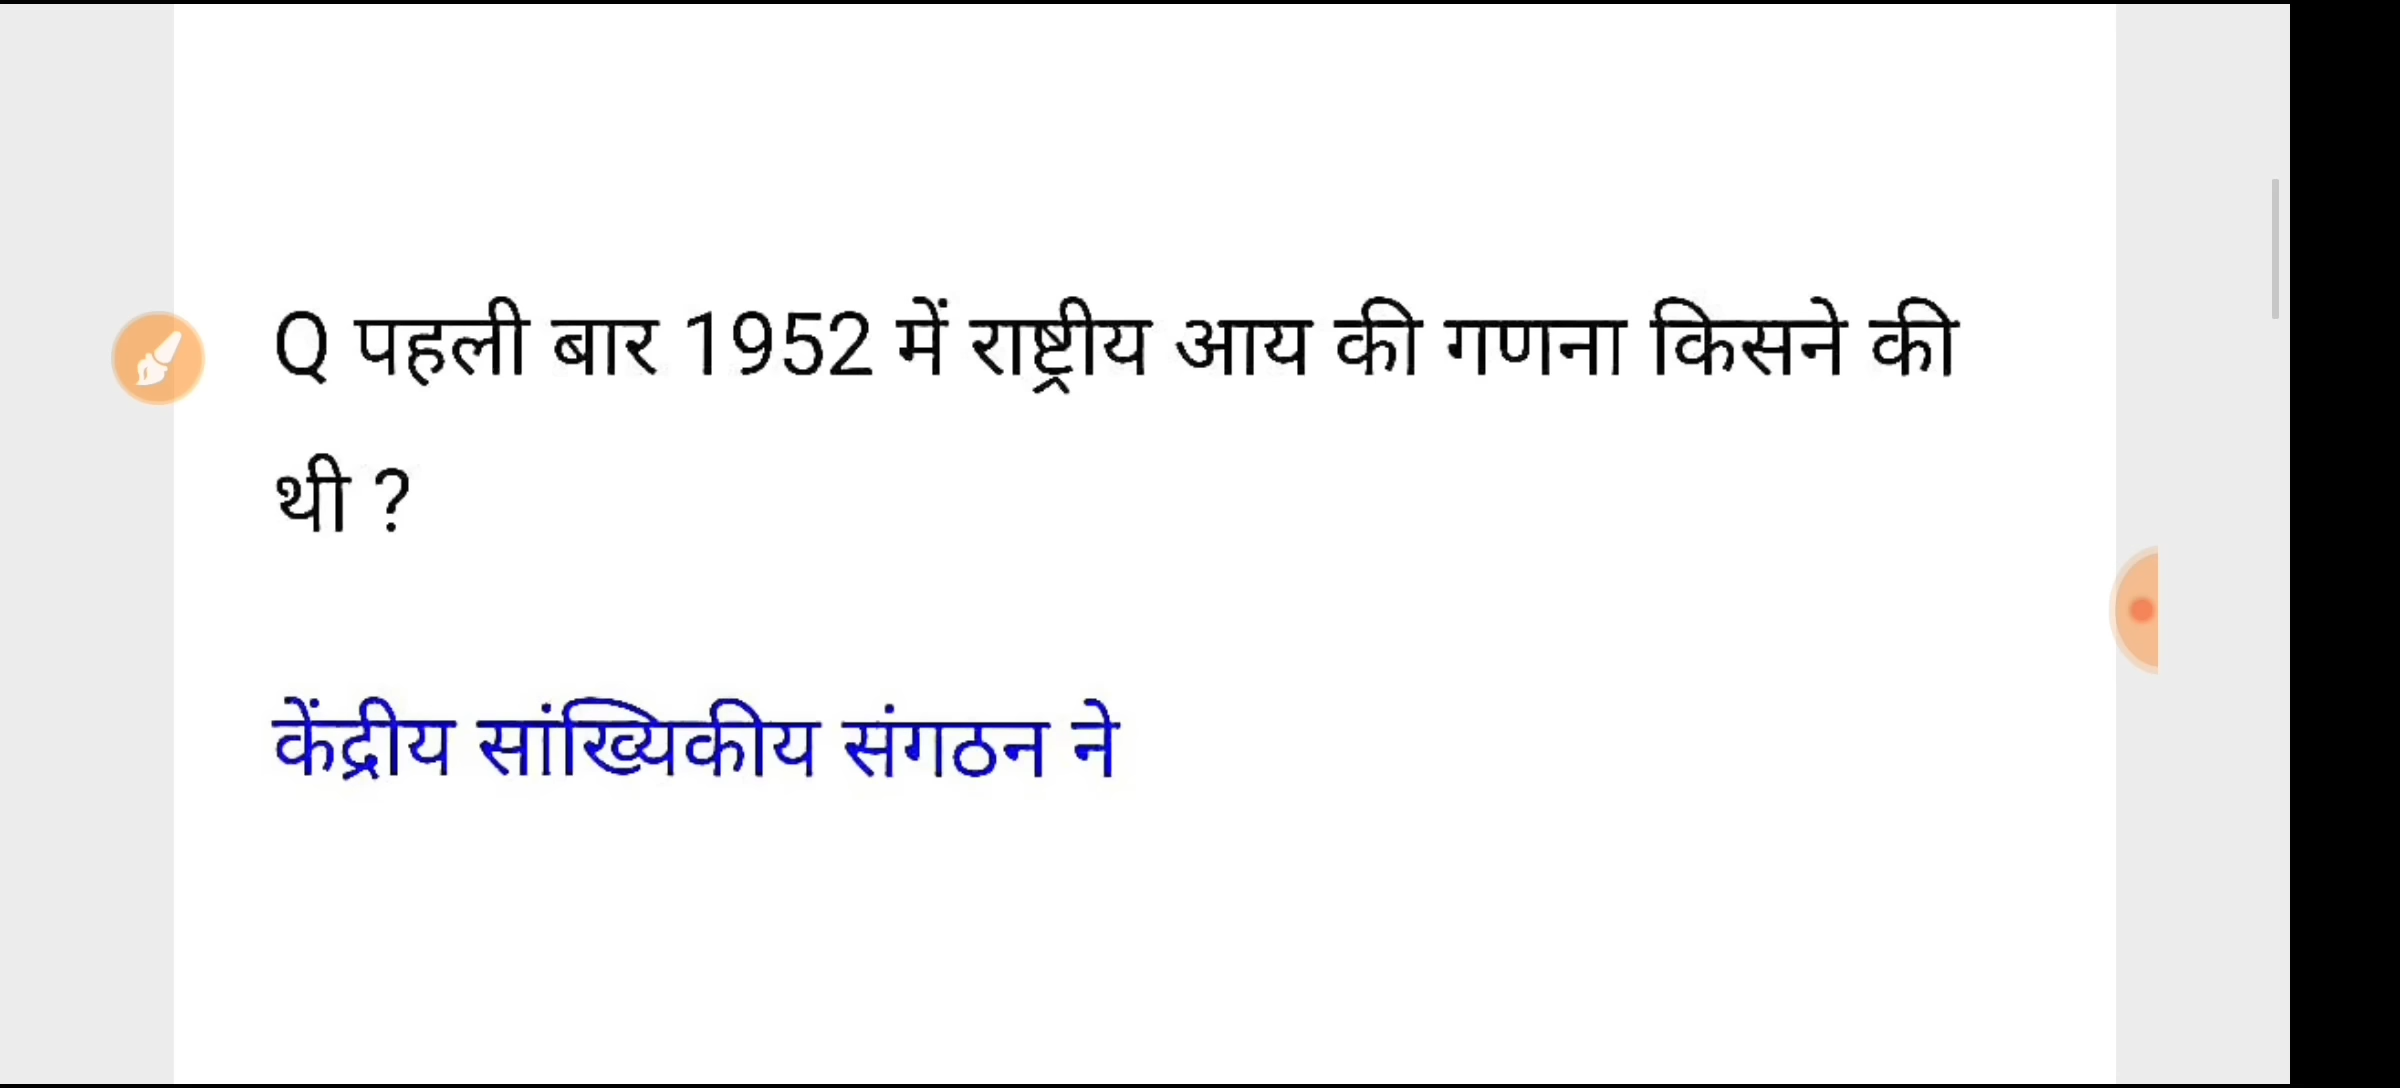 Q पहली बार 1952 में राष्ट्रीय आय की गणना किसने की
थी ?
केंद्रीय सांख्यिकीय संगठन ने